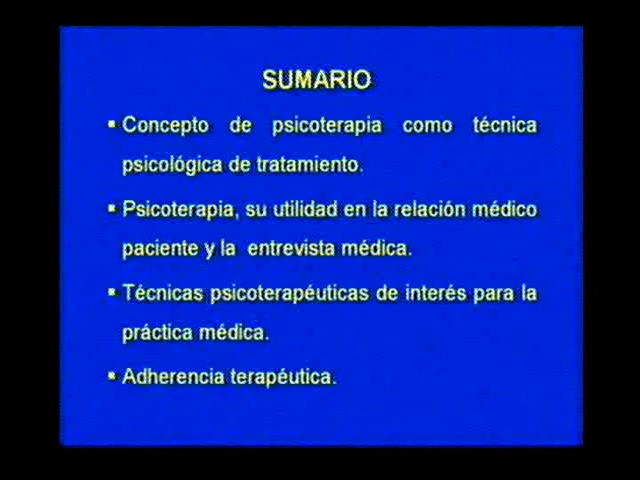 SUMARIO
▪ Concepto de psicoterapia como técnica
psicológica de tratamiento.
▪ Psicoterapia, su utilidad en la relación médico
paciente y la entrevista médica.
▪ Técnicas psicoterapéuticas de interés para la
práctica médica.
▪ Adherencia terapéutica.